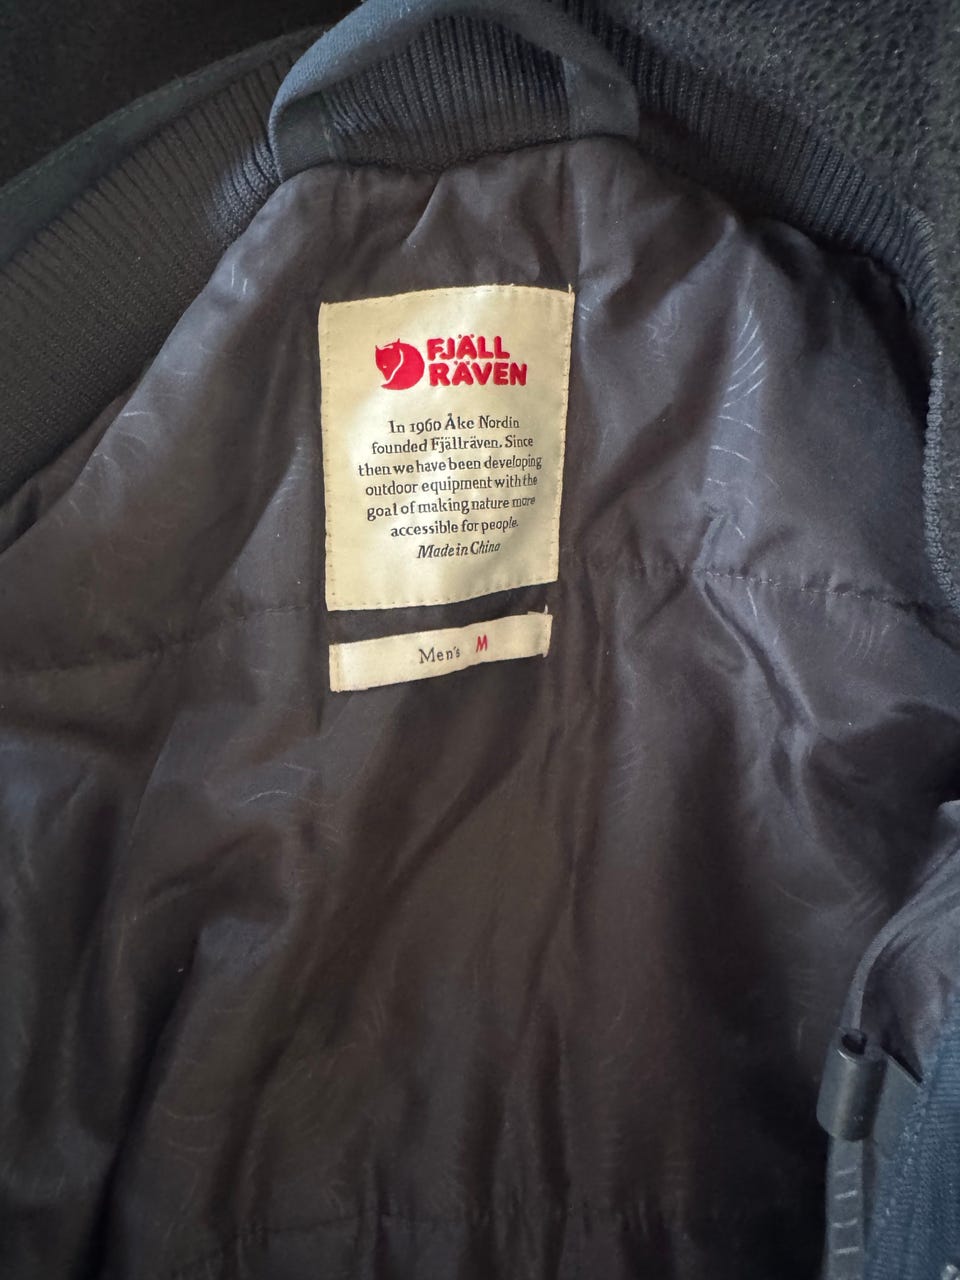 FJÄLL
RÄVEN
In 1960 Åke Nordin
founded Fjällräven. Since
then we have been developing
outdoor equipment with the
goal of making nature more
accessible for people.
Made in China
Men's M